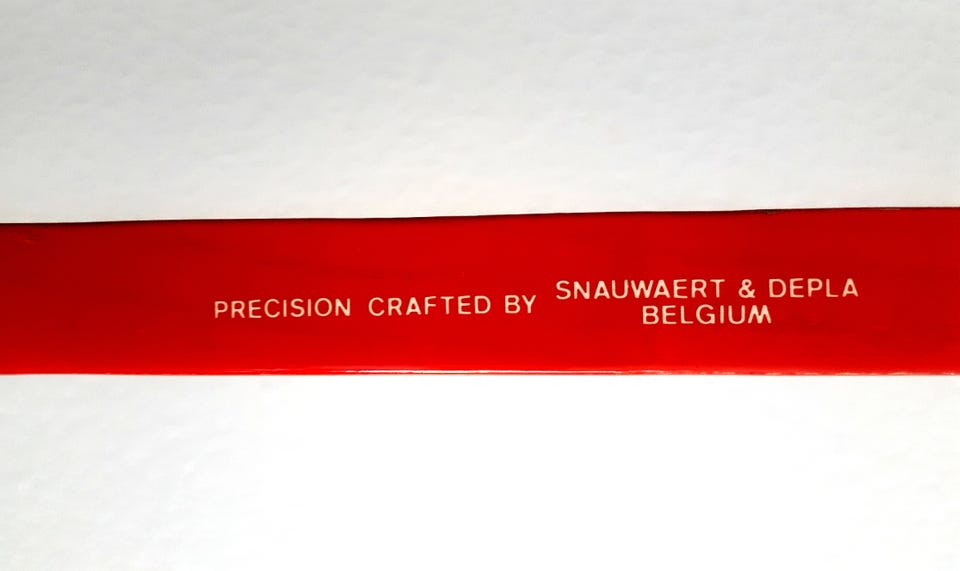 PRECISION CRAFTED BY
SNAUWAERT & DEPLA
BELGIUM